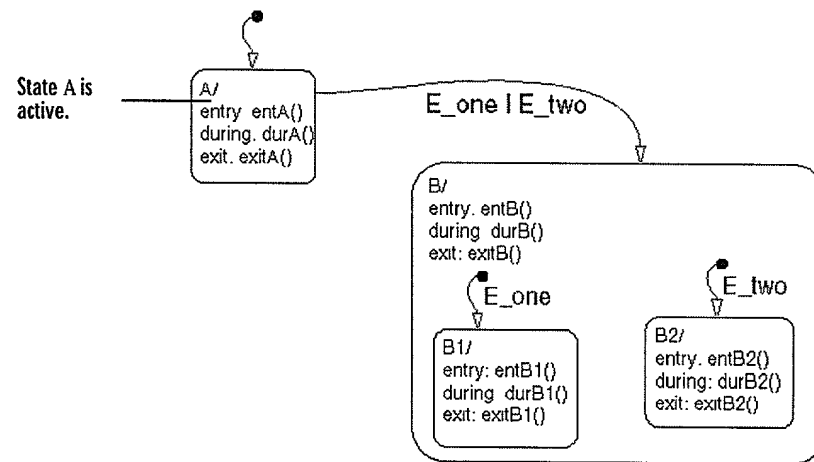 State A is
active.
A/
entry entA()
during. durA()
exit. exitA()
E_one | E_two
B/
entry. entB()
during durB()
exit: exitB()
E_one
E_two
B1/
entry: entB1()
during durB1()
exit: exitB1()
B2/
entry. entB2()
during: durB2()
exit: exitB2()